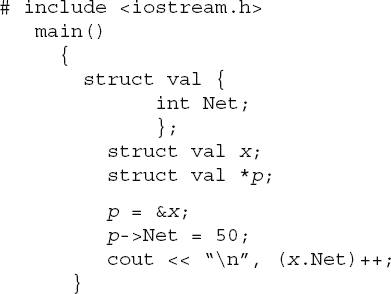 # include <iostream.h>
main()
{
struct val {
int Net;
};
struct val x;
struct val *p;
p = &x;
p->Net = 50;
cout << “\n”, (x.Net)++;
}